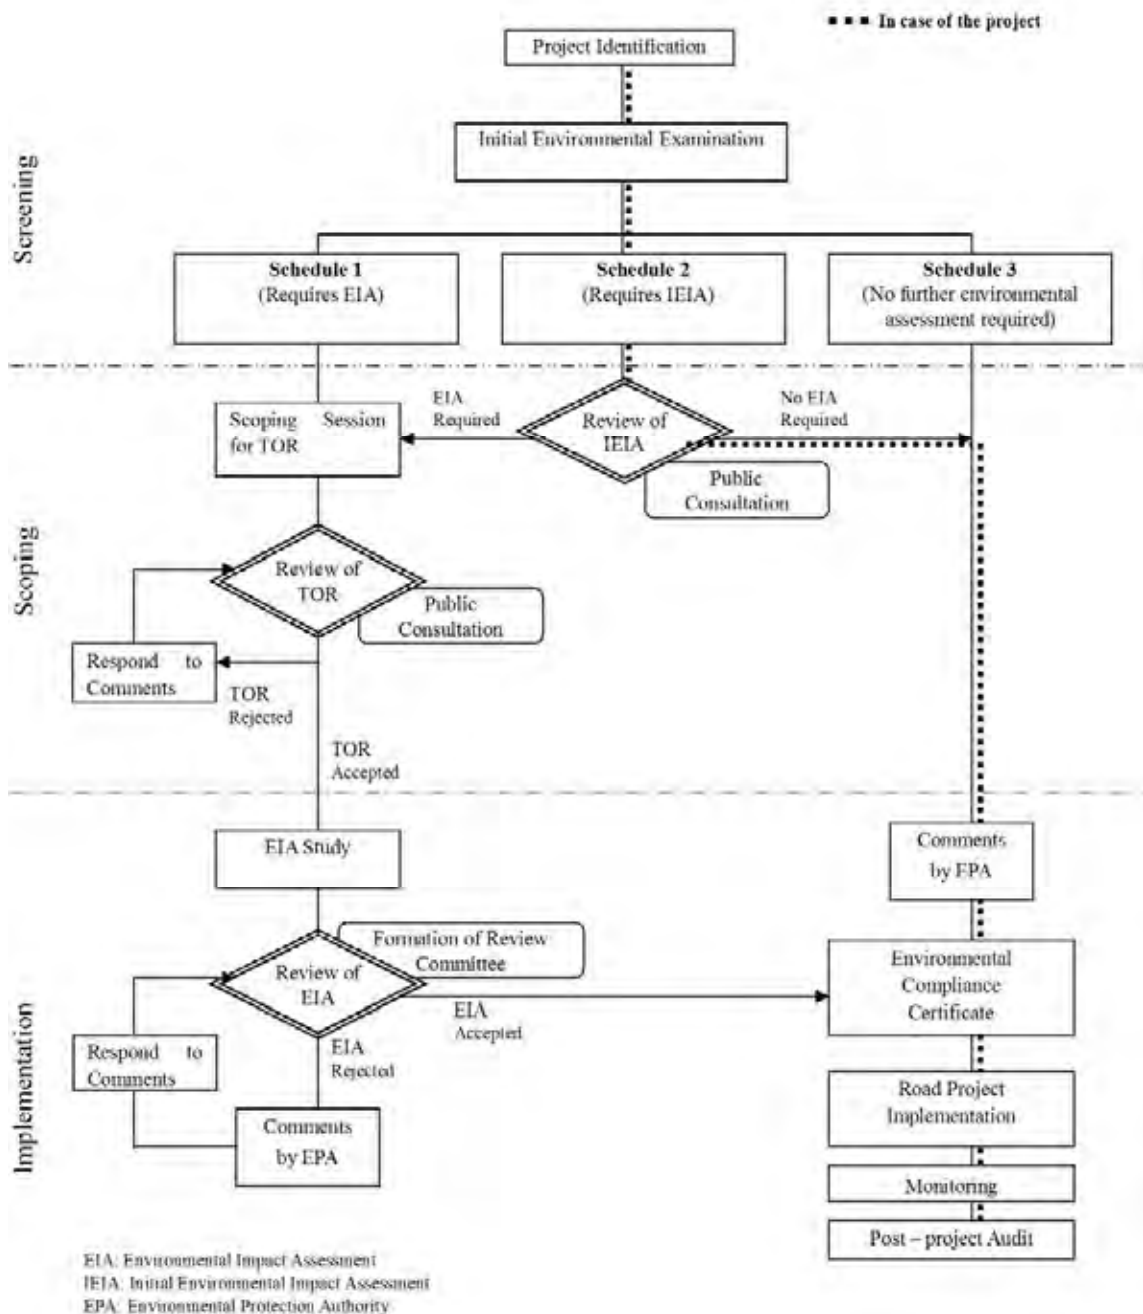 In case of the project
Project Identification
Initial Environmental Examination
Screening
Schedule 1
(Requires EIA)
Schedule 2
(Requires IEIA)
Schedule 3
(No further environmental
assessment required)
EIA
Required
Review of
IEIA
No EIA
Required
Public
Consultation
Scoping Session
for TOR
Scoping
Review of
TOR
Public
Consultation
Respond to
Comments
TOR
Rejected
TOR
Accepted
EIA Study
Comments
by EPA
Formation of Review
Committee
Review of
EIA
EIA
Accepted
Environmental
Compliance
Certificate
Implementation
Respond to
Comments
EIA
Rejected
Comments
by EPA
Road Project
Implementation
Monitoring
Post – project Audit
EIA: Environmental Impact Assessment
IEIA: Initial Environmental Impact Assessment
EPA: Environmental Protection Authority